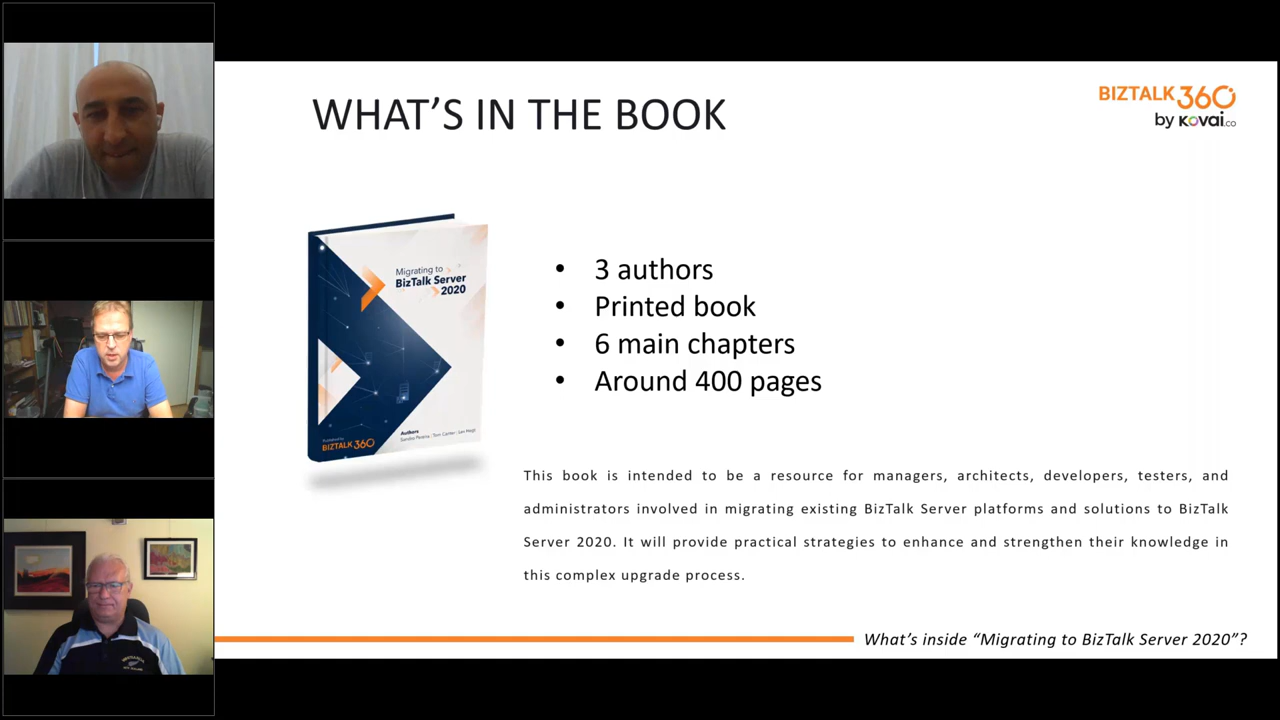 WHAT'S IN THE BOOK
BIZTALK360
by kovai.co
Migrating to
BizTalk Server
2020
Published by
BIZTALK360
Authors
• 3 authors
• Printed book
• 6 main chapters
• Around 400 pages
This book is intended to be a resource for managers, architects, developers, testers, and
administrators involved in migrating existing BizTalk Server platforms and solutions to BizTalk
Server 2020. It will provide practical strategies to enhance and strengthen their knowledge in
this complex upgrade process.
What's inside “Migrating to BizTalk Server 2020”?